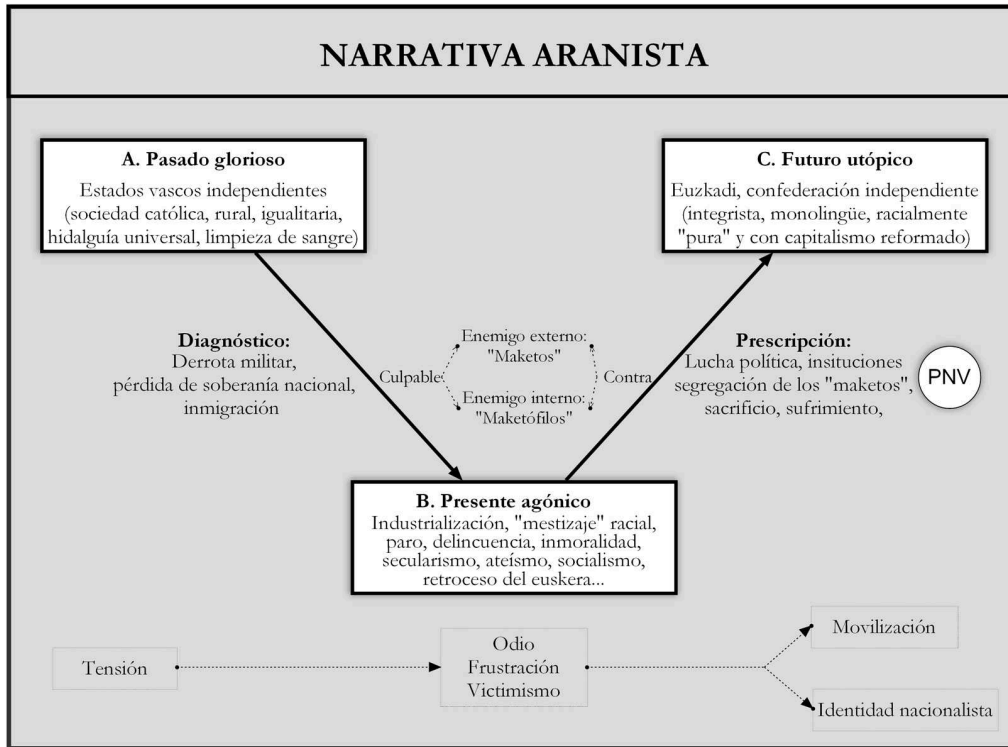 NARRATIVA ARANISTA
A. Pasado glorioso
Estados vascos independientes
(sociedad católica, rural, igualitaria,
hidalguía universal, limpieza de sangre)
C. Futuro utópico
Euzkadi, confederación independiente
(integrista, monolingüe, racialmente
"pura" y con capitalismo reformado)
Diagnóstico:
Derrota militar,
pérdida de soberanía nacional,
inmigración
Culpable
Enemigo externo:
"Maketos"
Enemigo interno:
"Maketófilos"
Contra
Prescripción:
Lucha política, insituciones
segregación de los "maketos",
sacrificio, sufrimiento,
PNV
B. Presente agónico
Industrialización, "mestizaje" racial,
paro, delincuencia, inmoralidad,
secularismo, ateísmo, socialismo,
retroceso del euskera...
Tensión
Odio
Frustración
Victimismo
Movilización
Identidad nacionalista